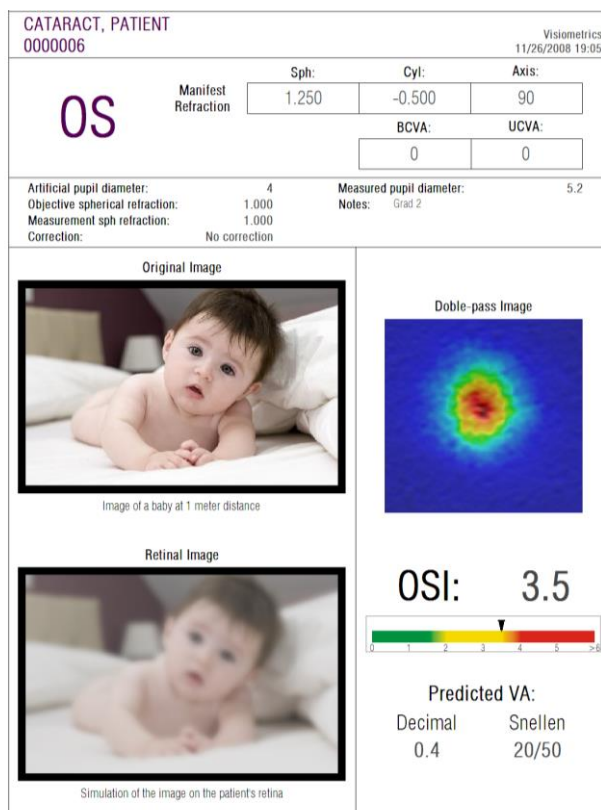 CATARACT, PATIENT
0000006
Visiometrics
11/26/2008 19:05
OS
Manifest
Refraction
Sph: Cyl: Axis:
1.250 -0.500 90
BCVA: UCVA:
0 0
Artificial pupil diameter: 4 Measured pupil diameter: 5.2
Objective spherical refraction: 1.000 Notes: Grad 2
Measurement sph refraction: 1.000
Correction: No correction
Original Image
Image of a baby at 1 meter distance
Retinal Image
Simulation of the image on the patient's retina
Doble-pass Image
OSI: 3.5
0 1 2 3 4 5 >6
Predicted VA:
Decimal Snellen
0.4 20/50